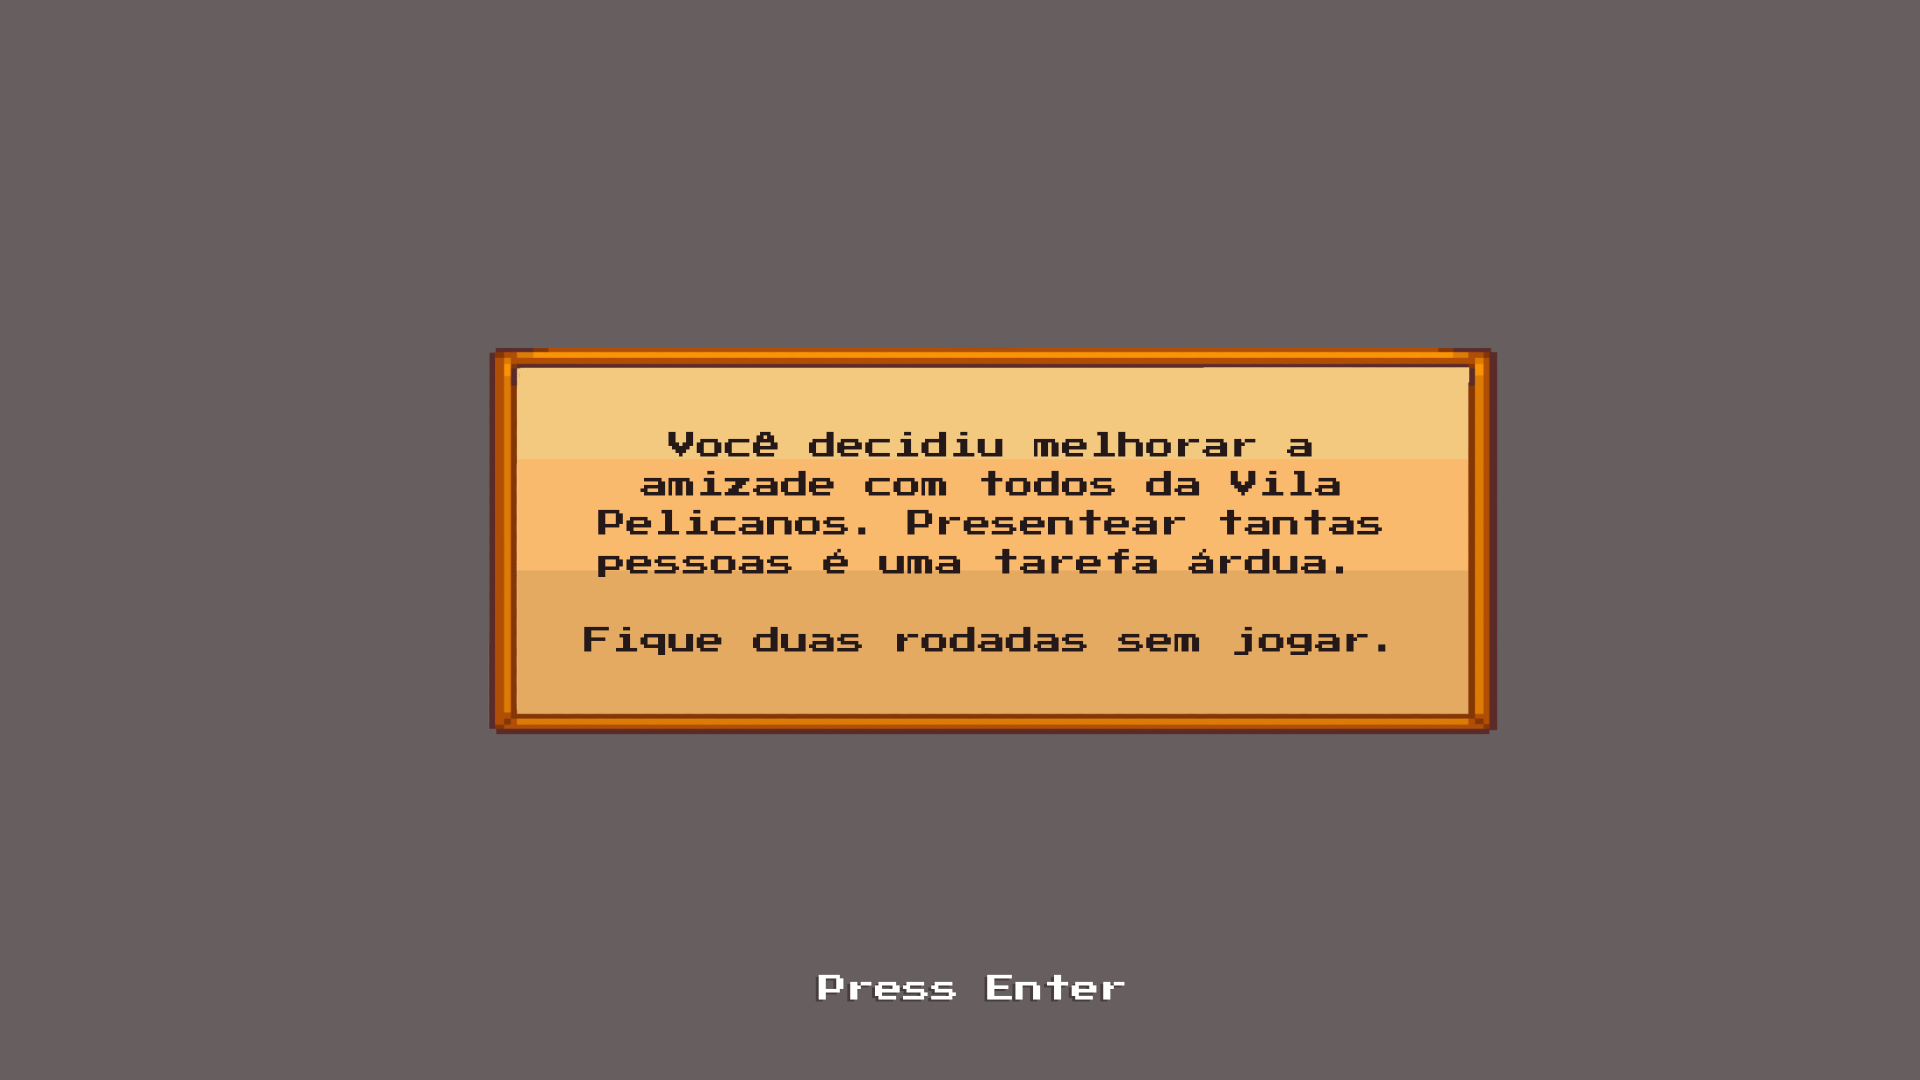 Você decidiu melhorar a
amizade com todos da Vila
Pelicanos. Presentear tantas
pessoas é uma tarefa árdua.
Fique duas rodadas sem jogar.
Press Enter